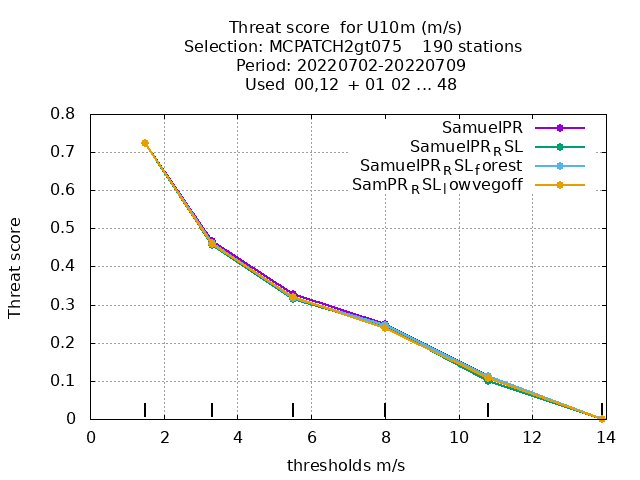 Threat score  for U10m (m/s)
Selection: MCPATCH2gt075    190 stations
Period: 20220702-20220709
Used  00,12  + 01 02 ... 48
SamuelPR
SamuelPR_RSL
SamuelPR_RSL_forest
SamPR_RSL_lowvegoff
Threat score
0.8
0.7
0.6
0.5
0.4
0.3
0.2
0.1
0
0 2 4 6 8 10 12 14
thresholds m/s